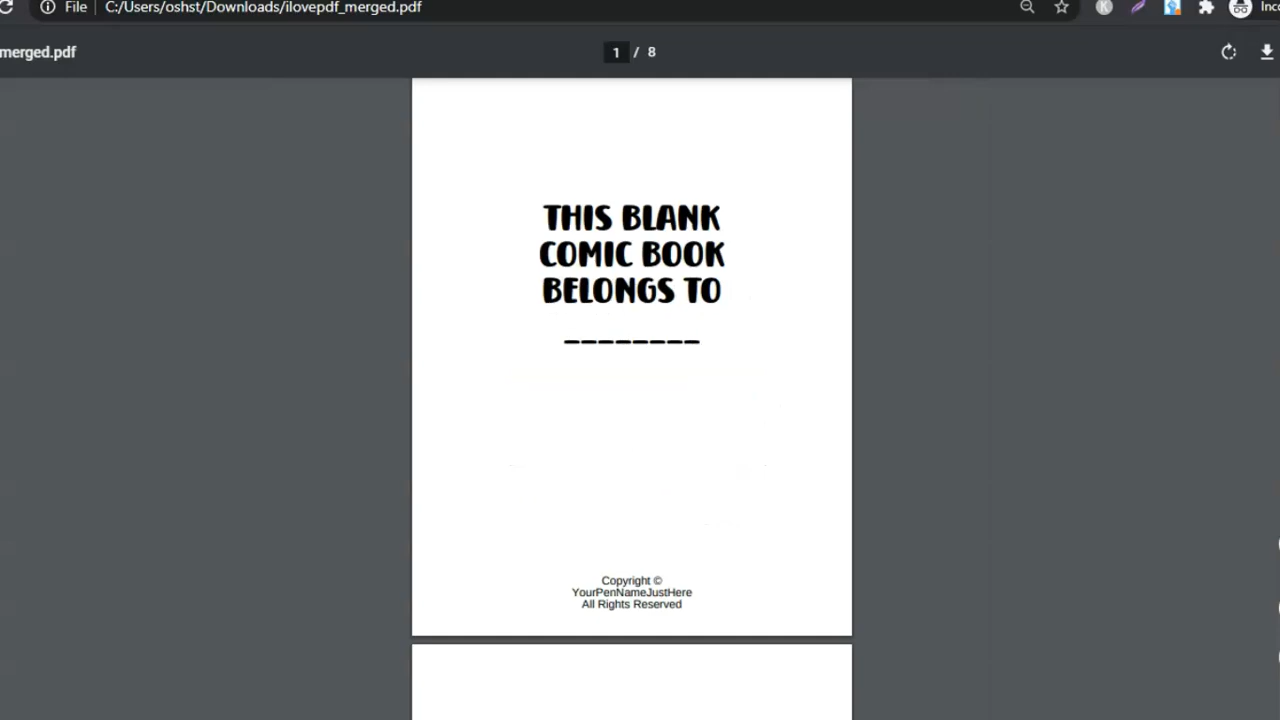 File C:/Users/oshst/Downloads/ilovepdf_merged.pdf
merged.pdf 1 / 8
THIS BLANK
COMIC BOOK
BELONGS TO
________
Copyright ©
YourPenNameJustHere
All Rights Reserved